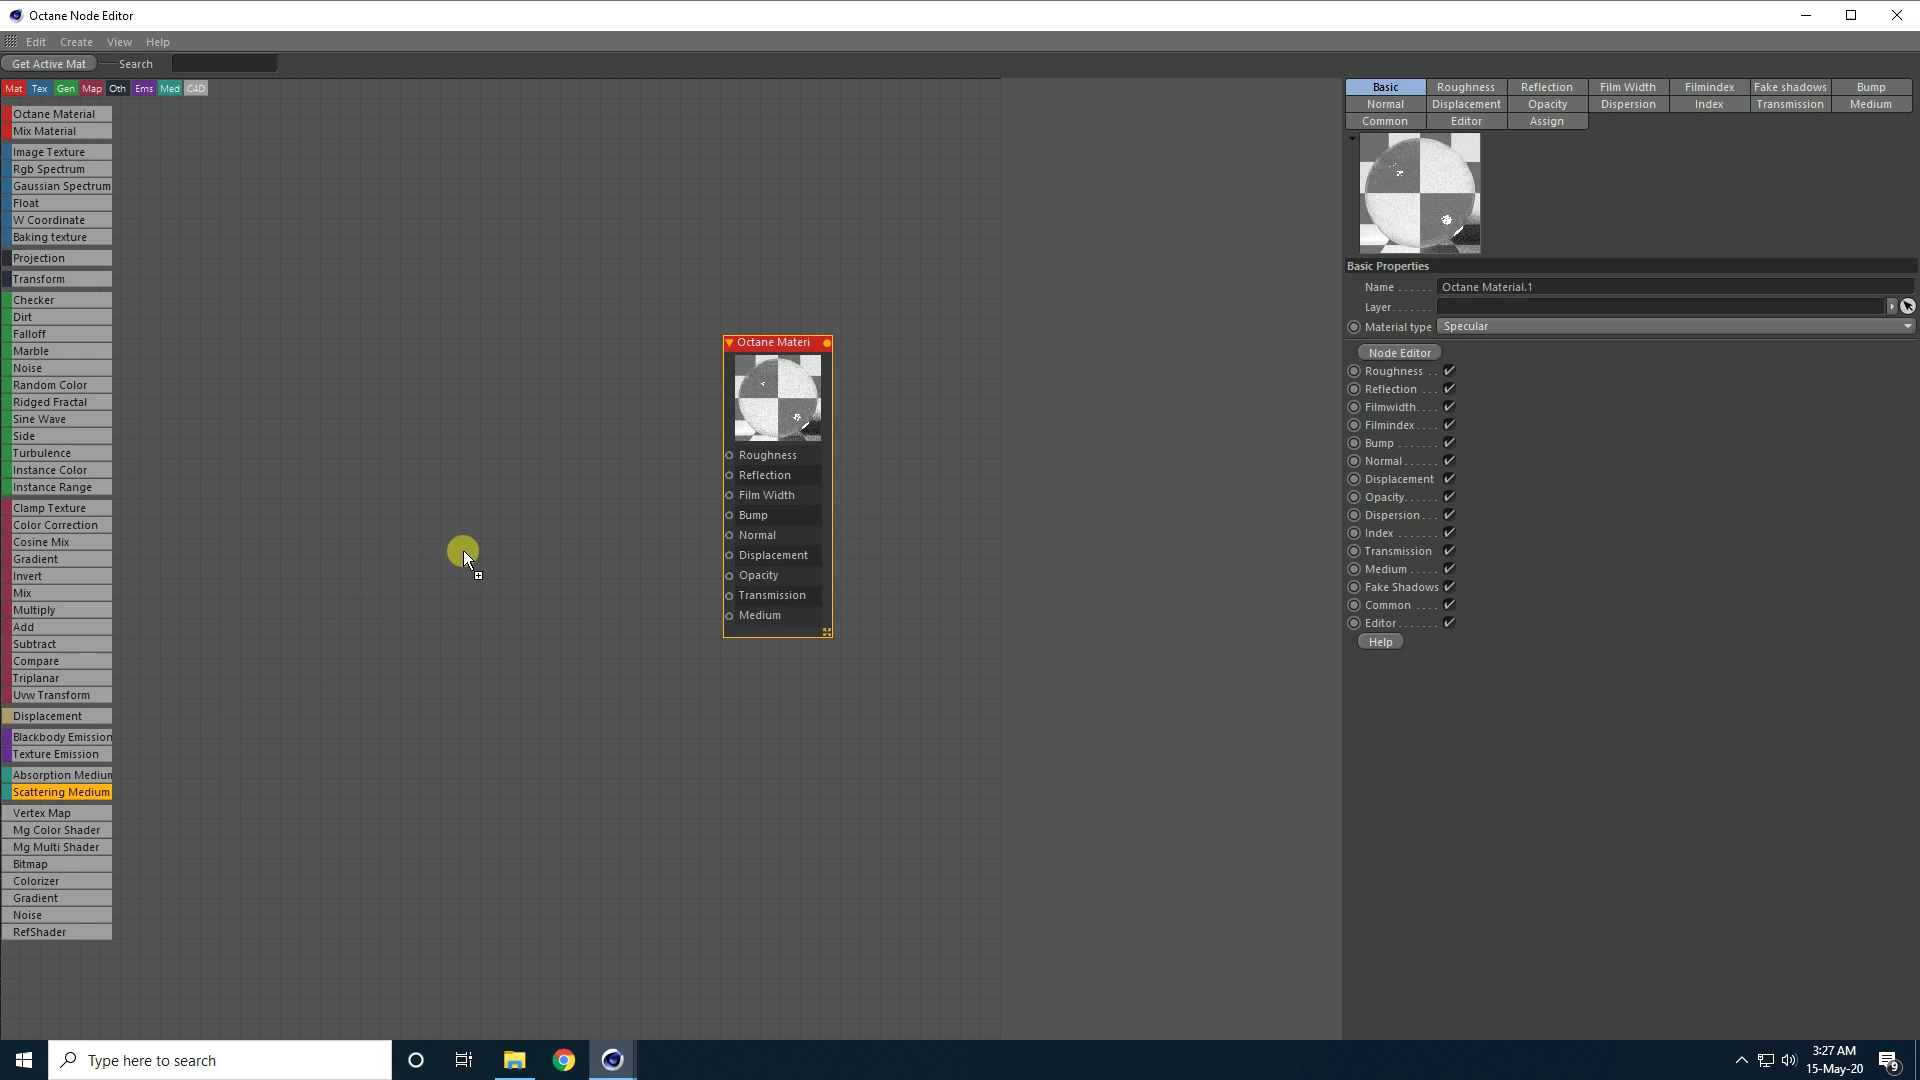 Octane Node Editor
Edit Create View Help
Get Active Mat Search
Mat Tex Gen Map Oth Ems Med C4D
Octane Material
Mix Material
Image Texture
Rgb Spectrum
Gaussian Spectrum
Float
W Coordinate
Baking texture
Projection
Transform
Checker
Dirt
Falloff
Marble
Noise
Random Color
Ridged Fractal
Sine Wave
Side
Turbulence
Instance Color
Instance Range
Clamp Texture
Color Correction
Cosine Mix
Gradient
Invert
Mix
Multiply
Add
Subtract
Compare
Triplanar
Uvw Transform
Displacement
Blackbody Emission
Texture Emission
Absorption Medium
Scattering Medium
Vertex Map
Mg Color Shader
Mg Multi Shader
Bitmap
Colorizer
Gradient
Noise
RefShader
Octane Materi
Roughness
Reflection
Film Width
Bump
Normal
Displacement
Opacity
Transmission
Medium
Basic Roughness Reflection Film Width Filmindex Fake shadows Bump
Normal Displacement Opacity Dispersion Index Transmission Medium
Common Editor Assign
Basic Properties
Name . . . . . . Octane Material.1
Layer. . . . . . .
Material type Specular
Node Editor
Roughness . .
Reflection . . .
Filmwidth. . . .
Filmindex. . . .
Bump . . . . . . .
Normal. . . . . .
Displacement
Opacity. . . . . .
Dispersion . . .
Index . . . . . . .
Transmission
Medium . . . . .
Fake Shadows
Common . . . .
Editor. . . . . . .
Help
Type here to search
3:27 AM
15-May-20
9